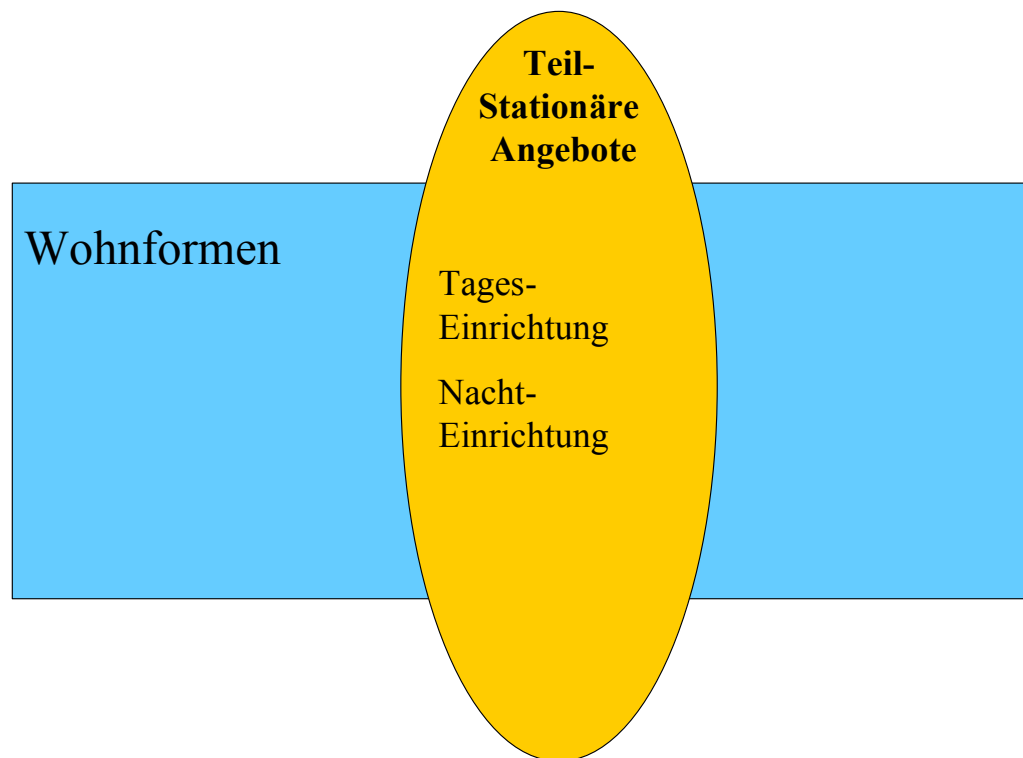 Teil-
Stationäre
Angebote
Wohnformen
Tages-
Einrichtung
Nacht-
Einrichtung